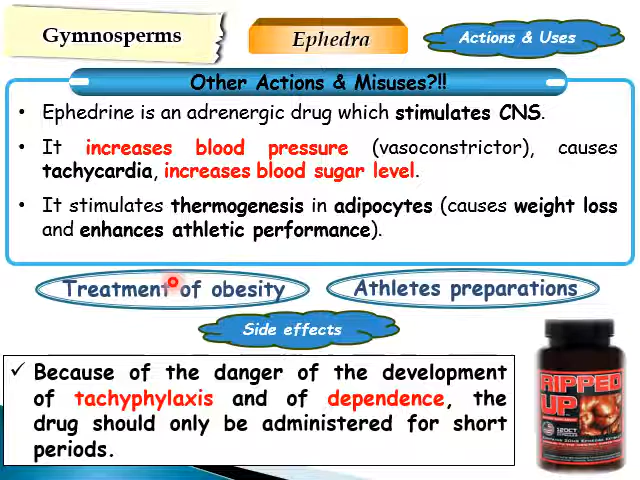 Gymnosperms
Ephedra
Actions & Uses
Other Actions & Misuses?!!
• Ephedrine is an adrenergic drug which stimulates CNS.
• It increases blood pressure (vasoconstrictor), causes
tachycardia, increases blood sugar level.
• It stimulates thermogenesis in adipocytes (causes weight loss
and enhances athletic performance).
Treatment of obesity
Athletes preparations
Side effects
✓ Because of the danger of the development
of tachyphylaxis and of dependence, the
drug should only be administered for short
periods.
RIPPED
UP